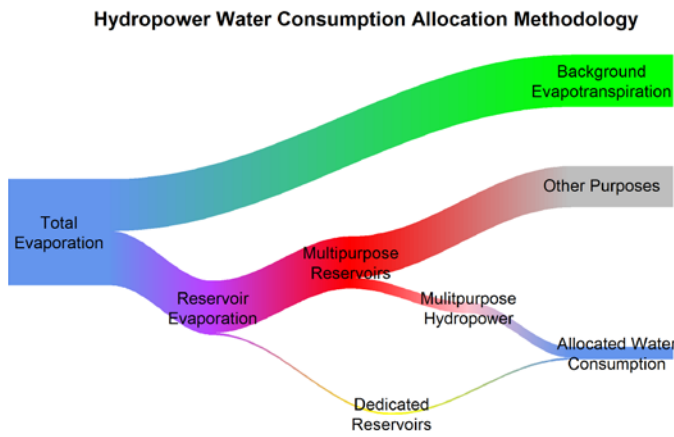 Hydropower Water Consumption Allocation Methodology
Background
Evapotranspiration
Other Purposes
Total
Evaporation
Multipurpose
Reservoirs
Reservoir
Evaporation
Mulitpurpose
Hydropower
Allocated Water
Consumption
Dedicated
Reservoirs